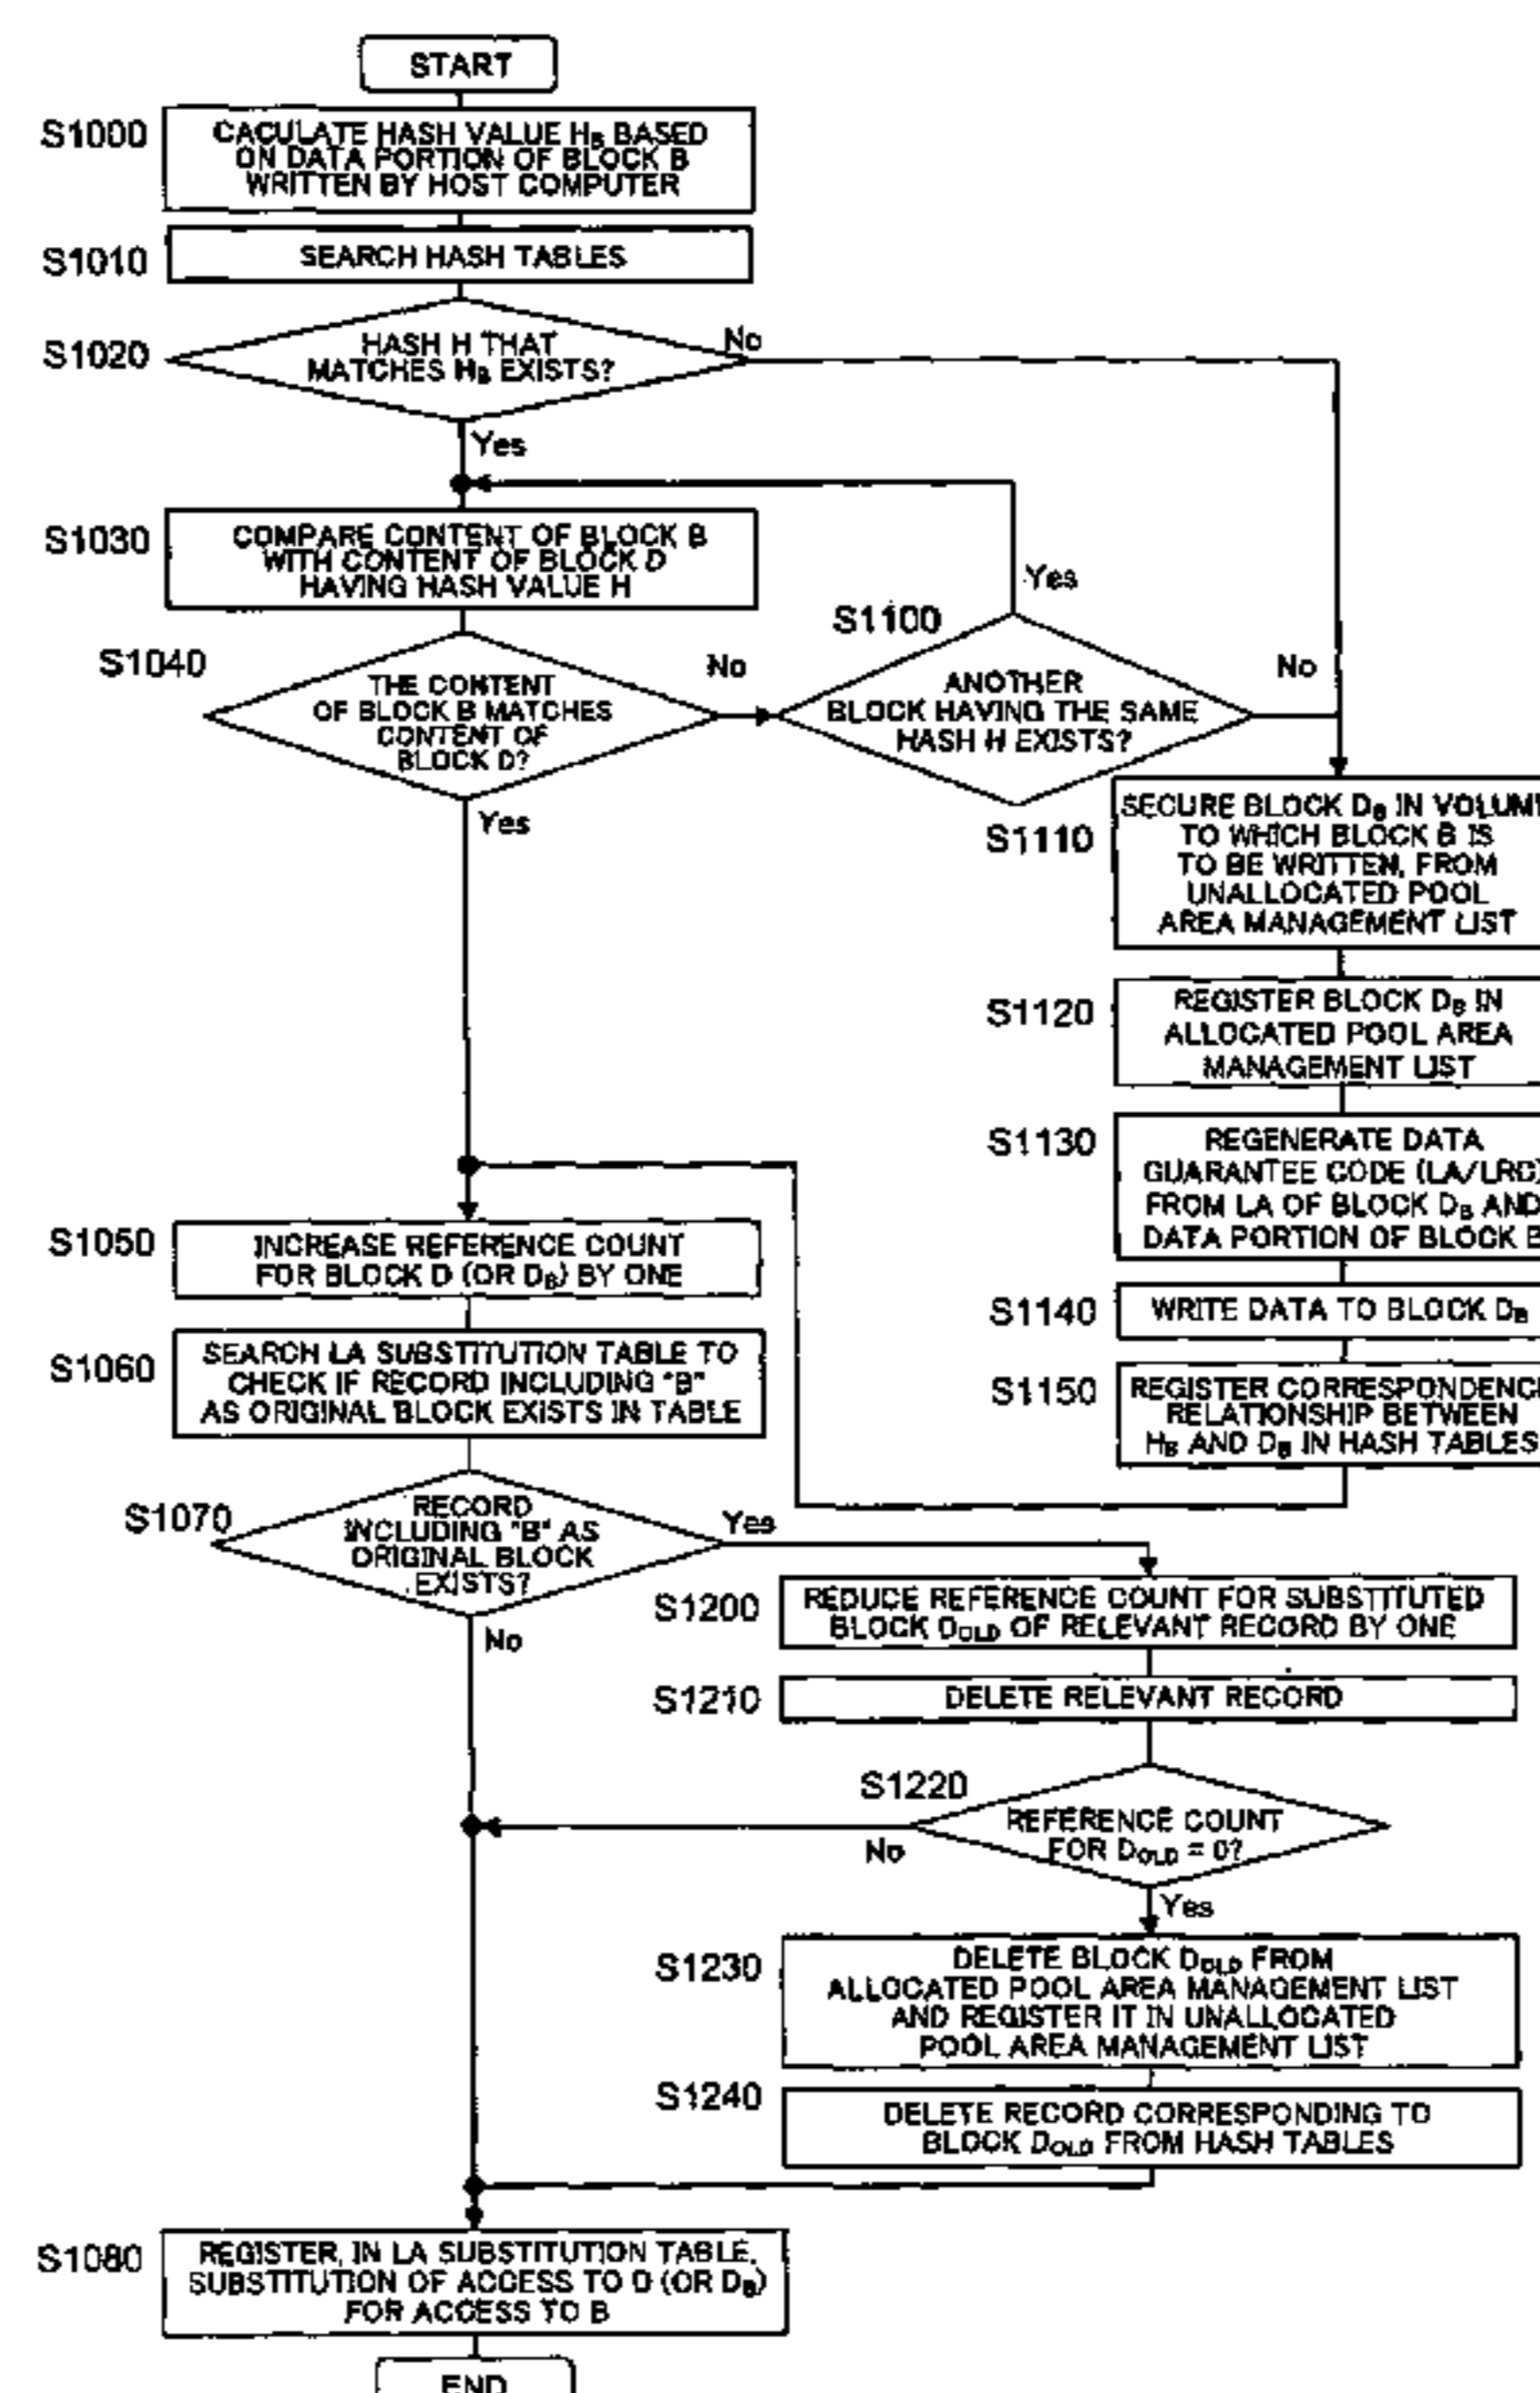 START
S1000
CACULATE HASH VALUE HB BASED
ON DATA PORTION OF BLOCK B
WRITTEN BY HOST COMPUTER
S1010
SEARCH HASH TABLES
S1020
HASH H THAT
MATCHES HB EXISTS?
No
Yes
S1030
COMPARE CONTENT OF BLOCK B
WITH CONTENT OF BLOCK D
HAVING HASH VALUE H
S1040
THE CONTENT
OF BLOCK B MATCHES
CONTENT OF
BLOCK D?
No
Yes
S1100
ANOTHER
BLOCK HAVING THE SAME
HASH H EXISTS?
Yes
No
S1110
SECURE BLOCK DB IN VOLUM
TO WHICH BLOCK B IS
TO BE WRITTEN, FROM
UNALLOCATED POOL
AREA MANAGEMENT LIST
S1120
REGISTER BLOCK DB IN
ALLOCATED POOL AREA
MANAGEMENT LIST
S1130
REGENERATE DATA
GUARANTEE CODE (LA/LRC)
FROM LA OF BLOCK DB AND
DATA PORTION OF BLOCK B
S1140
WRITE DATA TO BLOCK DB
S1150
REGISTER CORRESPONDENC
RELATIONSHIP BETWEEN
HB AND DB IN HASH TABLES
S1050
INCREASE REFERENCE COUNT
FOR BLOCK D (OR DB) BY ONE
S1060
SEARCH LA SUBSTITUTION TABLE TO
CHECK IF RECORD INCLUDING "B"
AS ORIGINAL BLOCK EXISTS IN TABLE
S1070
RECORD
INCLUDING "B" AS
ORIGINAL BLOCK
EXISTS?
Yes
No
S1200
REDUCE REFERENCE COUNT FOR SUBSTITUTED
BLOCK DOLD OF RELEVANT RECORD BY ONE
S1210
DELETE RELEVANT RECORD
S1220
REFERENCE COUNT
FOR DOLD = 0?
No
Yes
S1230
DELETE BLOCK DOLD FROM
ALLOCATED POOL AREA MANAGEMENT LIST
AND REGISTER IT IN UNALLOCATED
POOL AREA MANAGEMENT LIST
S1240
DELETE RECORD CORRESPONDING TO
BLOCK DOLD FROM HASH TABLES
S1080
REGISTER, IN LA SUBSTITUTION TABLE,
SUBSTITUTION OF ACCESS TO D (OR DB)
FOR ACCESS TO B
END